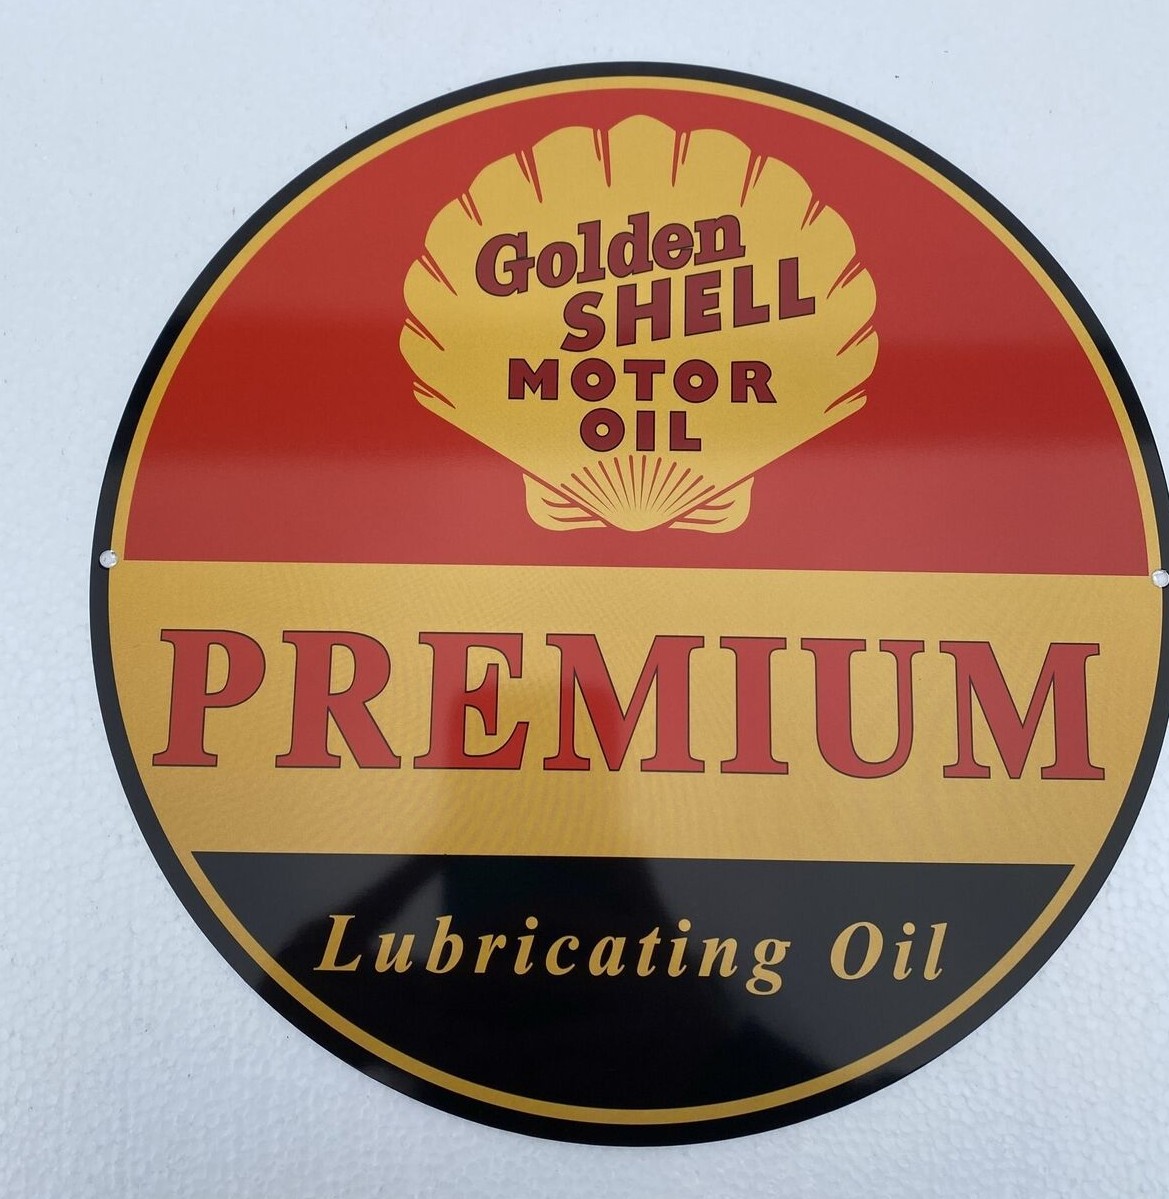 Golden
SHELL
MOTOR
OIL
PREMIUM
Lubricating Oil